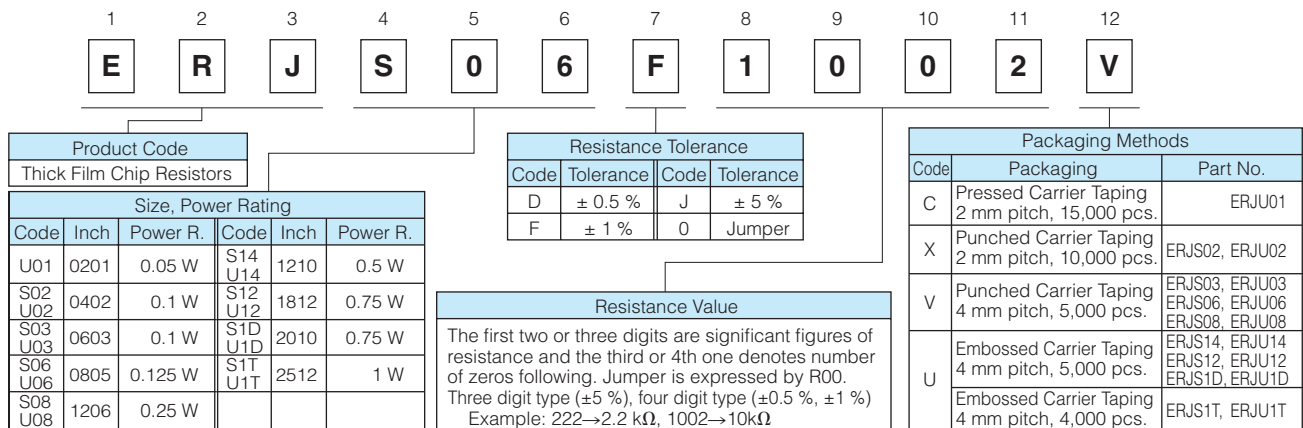 1 2 3 4 5 6 7 8 9 10 11 12
E R J S 0 6 F 1 0 0 2 V
Product Code
Thick Film Chip Resistors
Size, Power Rating
Code Inch Power R. Code Inch Power R.
U01 0201 0.05 W S14 U14 1210 0.5 W
S02 U02 0402 0.1 W S12 U12 1812 0.75 W
S03 U03 0603 0.1 W S1D U1D 2010 0.75 W
S06 U06 0805 0.125 W S1T U1T 2512 1 W
S08 U08 1206 0.25 W
Resistance Tolerance
Code Tolerance Code Tolerance
D ± 0.5 % J ± 5 %
F ± 1 % 0 Jumper
Resistance Value
The first two or three digits are significant figures of
resistance and the third or 4th one denotes number
of zeros following. Jumper is expressed by R00.
Three digit type (±5 %), four digit type (±0.5 %, ±1 %)
Example: 222→2.2 kΩ, 1002→10kΩ
Packaging Methods
Code Packaging Part No.
C Pressed Carrier Taping
2 mm pitch, 15,000 pcs. ERJU01
X Punched Carrier Taping
2 mm pitch, 10,000 pcs. ERJS02, ERJU02
V Punched Carrier Taping
4 mm pitch, 5,000 pcs.
ERJS03, ERJU03
ERJS06, ERJU06
ERJS08, ERJU08
U Embossed Carrier Taping
4 mm pitch, 5,000 pcs.
ERJS14, ERJU14
ERJS12, ERJU12
ERJS1D, ERJU1D
Embossed Carrier Taping
4 mm pitch, 4,000 pcs. ERJS1T, ERJU1T